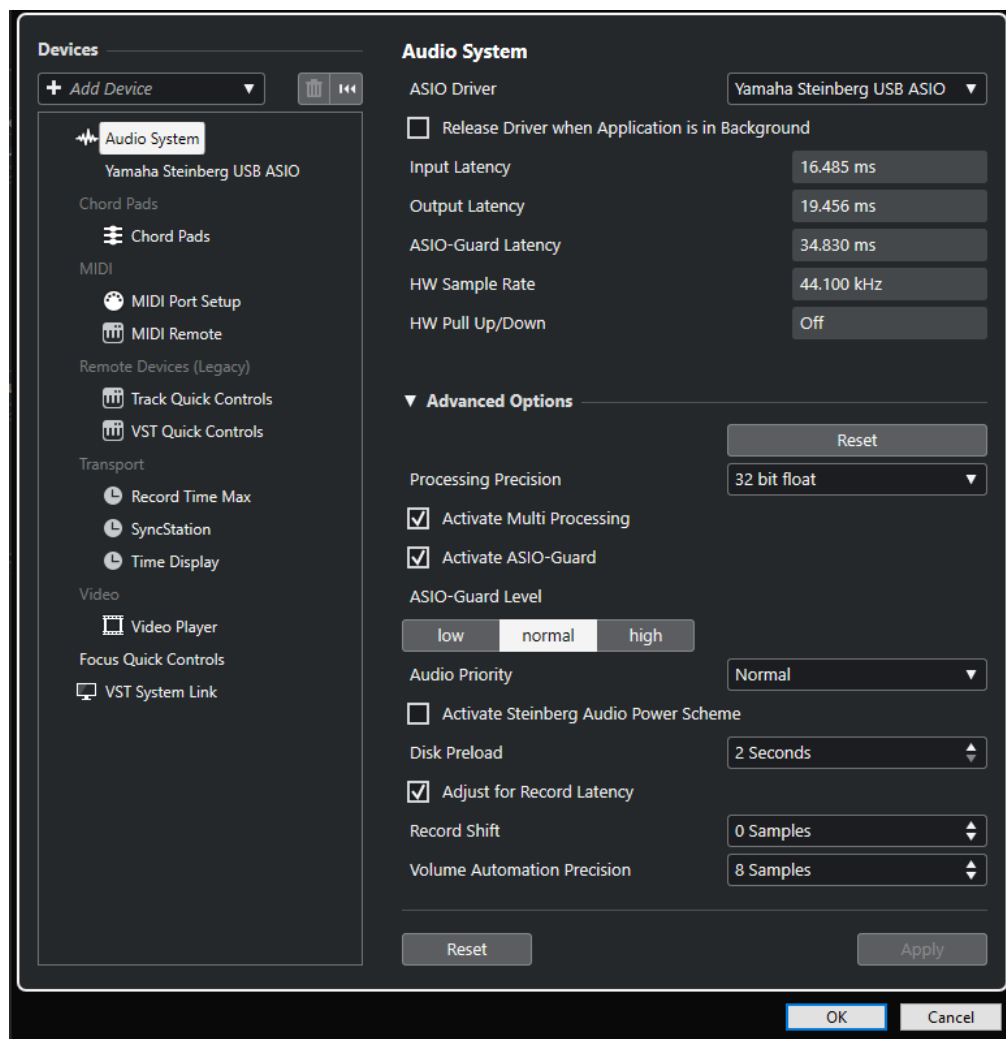 Devices
Add Device
Audio System
Yamaha Steinberg USB ASIO
Chord Pads
Chord Pads
MIDI
MIDI Port Setup
MIDI Remote
Remote Devices (Legacy)
Track Quick Controls
VST Quick Controls
Transport
Record Time Max
SyncStation
Time Display
Video
Video Player
Focus Quick Controls
VST System Link
Audio System
ASIO Driver Yamaha Steinberg USB ASIO
Release Driver when Application is in Background
Input Latency 16.485 ms
Output Latency 19.456 ms
ASIO-Guard Latency 34.830 ms
HW Sample Rate 44.100 kHz
HW Pull Up/Down Off
Advanced Options
Reset
Processing Precision 32 bit float
Activate Multi Processing
Activate ASIO-Guard
ASIO-Guard Level
low normal high
Audio Priority Normal
Activate Steinberg Audio Power Scheme
Disk Preload 2 Seconds
Adjust for Record Latency
Record Shift 0 Samples
Volume Automation Precision 8 Samples
Reset Apply
OK Cancel